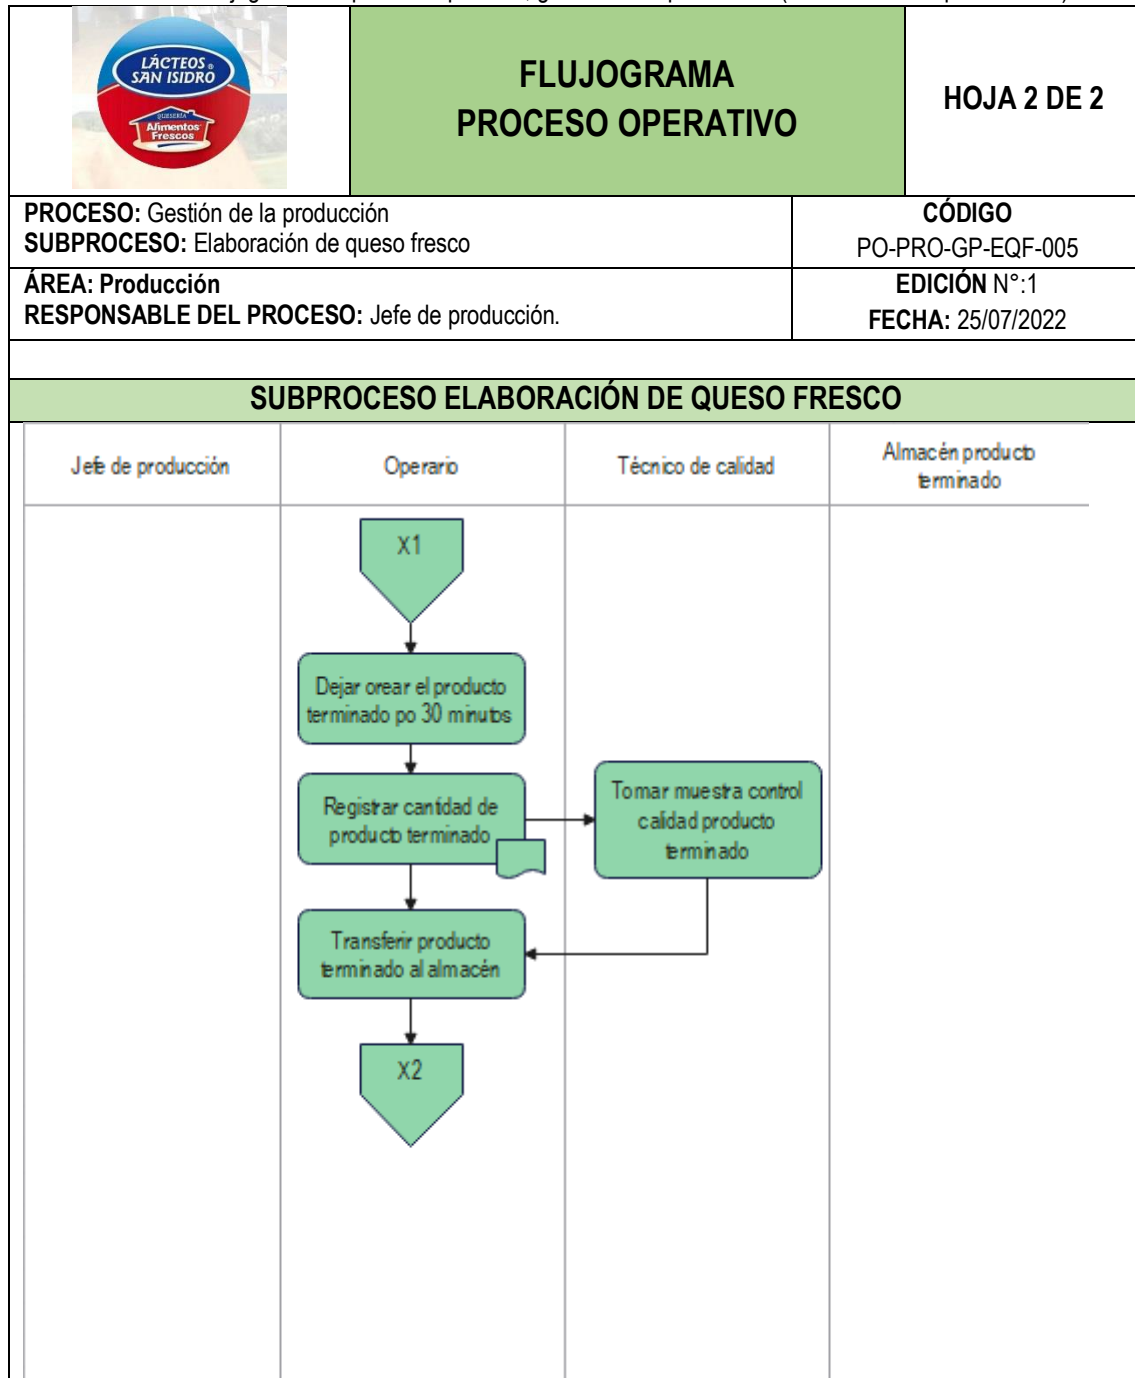 LÁCTEOS ®
SAN ISIDRO
QUESERIA
Alimentos
Frescos
FLUJOGRAMA
PROCESO OPERATIVO
HOJA 2 DE 2
PROCESO: Gestión de la producción
SUBPROCESO: Elaboración de queso fresco
CÓDIGO
PO-PRO-GP-EQF-005
ÁREA: Producción
RESPONSABLE DEL PROCESO: Jefe de producción.
EDICIÓN N°:1
FECHA: 25/07/2022
SUBPROCESO ELABORACIÓN DE QUESO FRESCO
Jefe de producción
Operario
Técnico de calidad
Almacén producto
terminado
X1
Dejar orear el producto
terminado po 30 minutos
Registrar cantidad de
producto terminado
Tomar muestra control
calidad producto
terminado
Transferir producto
terminado al almacén
X2